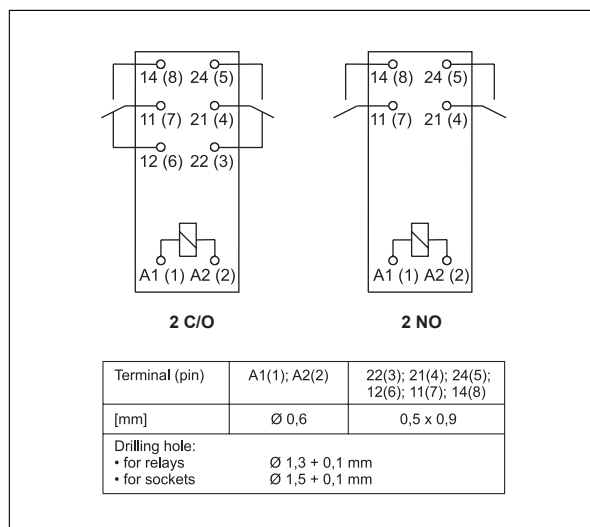 14 (8) 24 (5)
11 (7) 21 (4)
12 (6) 22 (3)
A1 (1) A2 (2)
2 C/O
14 (8) 24 (5)
11 (7) 21 (4)
A1 (1) A2 (2)
2 NO
Terminal (pin) A1(1); A2(2) 22(3); 21(4); 24(5);
12(6); 11(7); 14(8)
[mm] Ø 0,6 0,5 x 0,9
Drilling hole:
• for relays Ø 1,3 + 0,1 mm
• for sockets Ø 1,5 + 0,1 mm